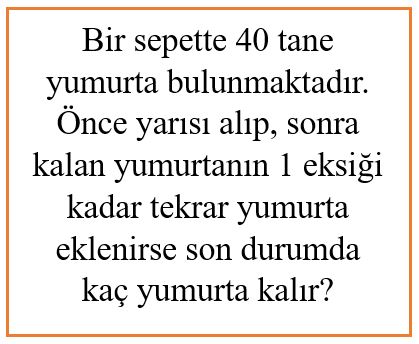 Bir sepette 40 tane
yumurta bulunmaktadır.
Önce yarısı alıp, sonra
kalan yumurtanın 1 eksiği
kadar tekrar yumurta
eklenirse son durumda
kaç yumurta kalır?